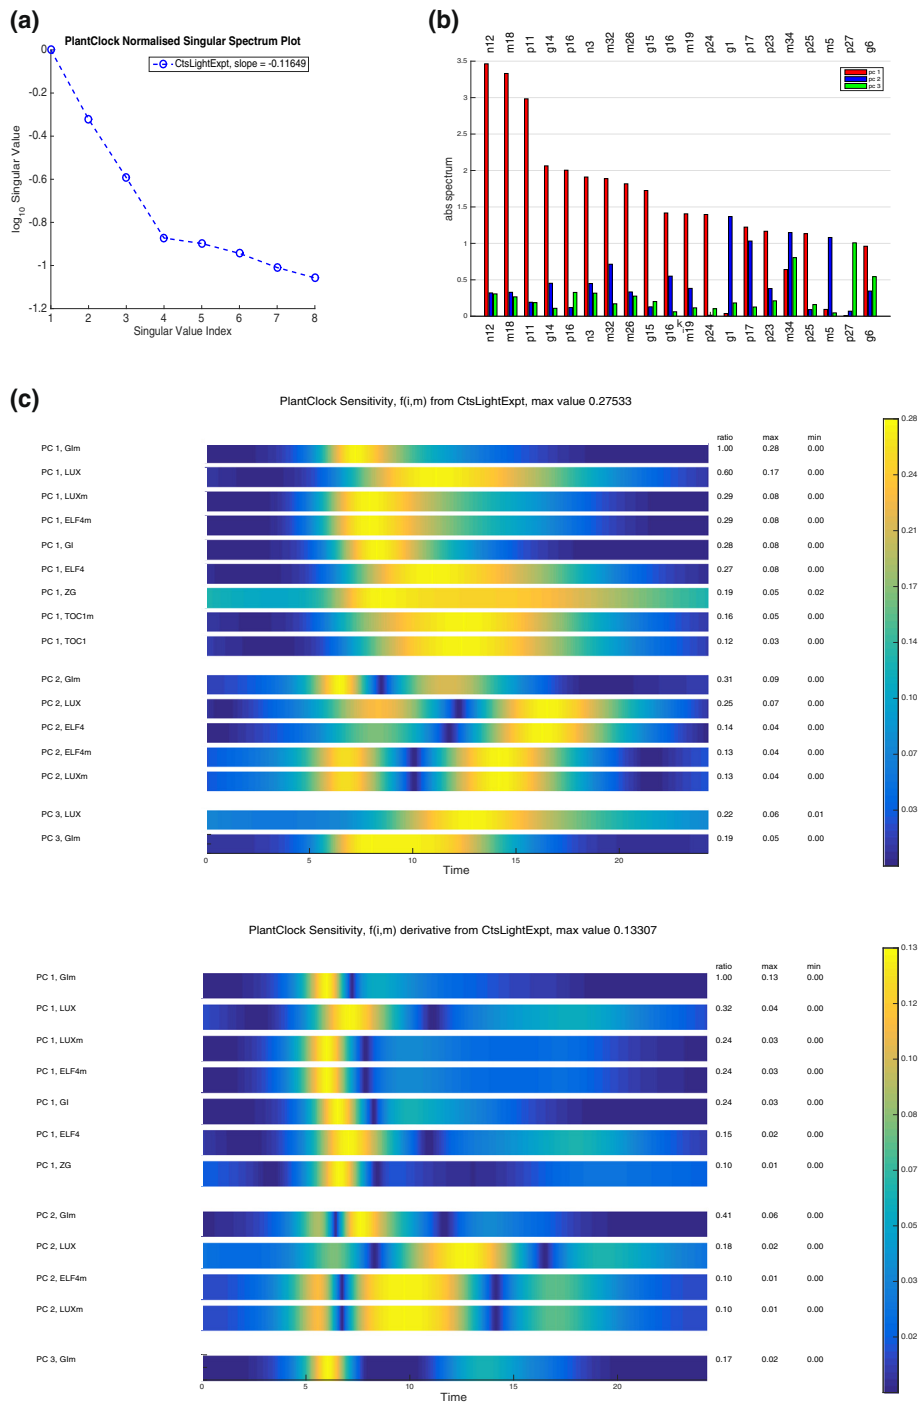 (a)
PlantClock Normalised Singular Spectrum Plot
CtsLightExpt, slope = -0.11649
0
-0.2
-0.4
-0.6
-0.8
-1
-1.2
log10 Singular Value
1 2 3 4 5 6 7 8
Singular Value Index
(b)
n12 m18 p11 g14 p16 n3 m32 m26 g15 g16 m19 p24 g1 p17 p23 m34 p25 m5 p27 g6
pc 1
pc 2
pc 3
3.5
3
2.5
2
1.5
1
0.5
0
abs spectrum
n12 m18 p11 g14 p16 n3 m32 m26 g15 g16 m19 p24 g1 p17 p23 m34 p25 m5 p27 g6
ki
(c)
PlantClock Sensitivity, f(i,m) from CtsLightExpt, max value 0.27533
ratio max min
PC 1, GIm 1.00 0.28 0.00
PC 1, LUX 0.60 0.17 0.00
PC 1, LUXm 0.29 0.08 0.00
PC 1, ELF4m 0.29 0.08 0.00
PC 1, GI 0.28 0.08 0.00
PC 1, ELF4 0.27 0.08 0.00
PC 1, ZG 0.19 0.05 0.02
PC 1, TOC1m 0.16 0.05 0.00
PC 1, TOC1 0.12 0.03 0.00
PC 2, GIm 0.31 0.09 0.00
PC 2, LUX 0.25 0.07 0.00
PC 2, ELF4 0.14 0.04 0.00
PC 2, ELF4m 0.13 0.04 0.00
PC 2, LUXm 0.13 0.04 0.00
PC 3, LUX 0.22 0.06 0.01
PC 3, GIm 0.19 0.05 0.00
0 5 10 15 20
Time
0.28
0.24
0.21
0.17
0.14
0.10
0.07
0.03
PlantClock Sensitivity, f(i,m) derivative from CtsLightExpt, max value 0.13307
ratio max min
PC 1, GIm 1.00 0.13 0.00
PC 1, LUX 0.32 0.04 0.00
PC 1, LUXm 0.24 0.03 0.00
PC 1, ELF4m 0.24 0.03 0.00
PC 1, GI 0.24 0.03 0.00
PC 1, ELF4 0.15 0.02 0.00
PC 1, ZG 0.10 0.01 0.00
PC 2, GIm 0.41 0.06 0.00
PC 2, LUX 0.18 0.02 0.00
PC 2, ELF4m 0.10 0.01 0.00
PC 2, LUXm 0.10 0.01 0.00
PC 3, GIm 0.17 0.02 0.00
0 5 10 15 20
Time
0.13
0.12
0.10
0.08
0.07
0.05
0.03
0.02